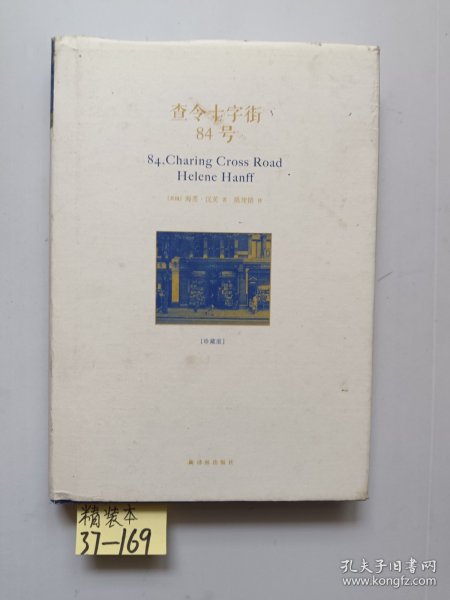 查令十字街
84号
84,Charing Cross Road
Helene Hanff
[美国] 海莲·汉芙 著 陈建铭 译
[珍藏版]
译林出版社
精装本
37-169
孔夫子旧书网
www.kongfz.com